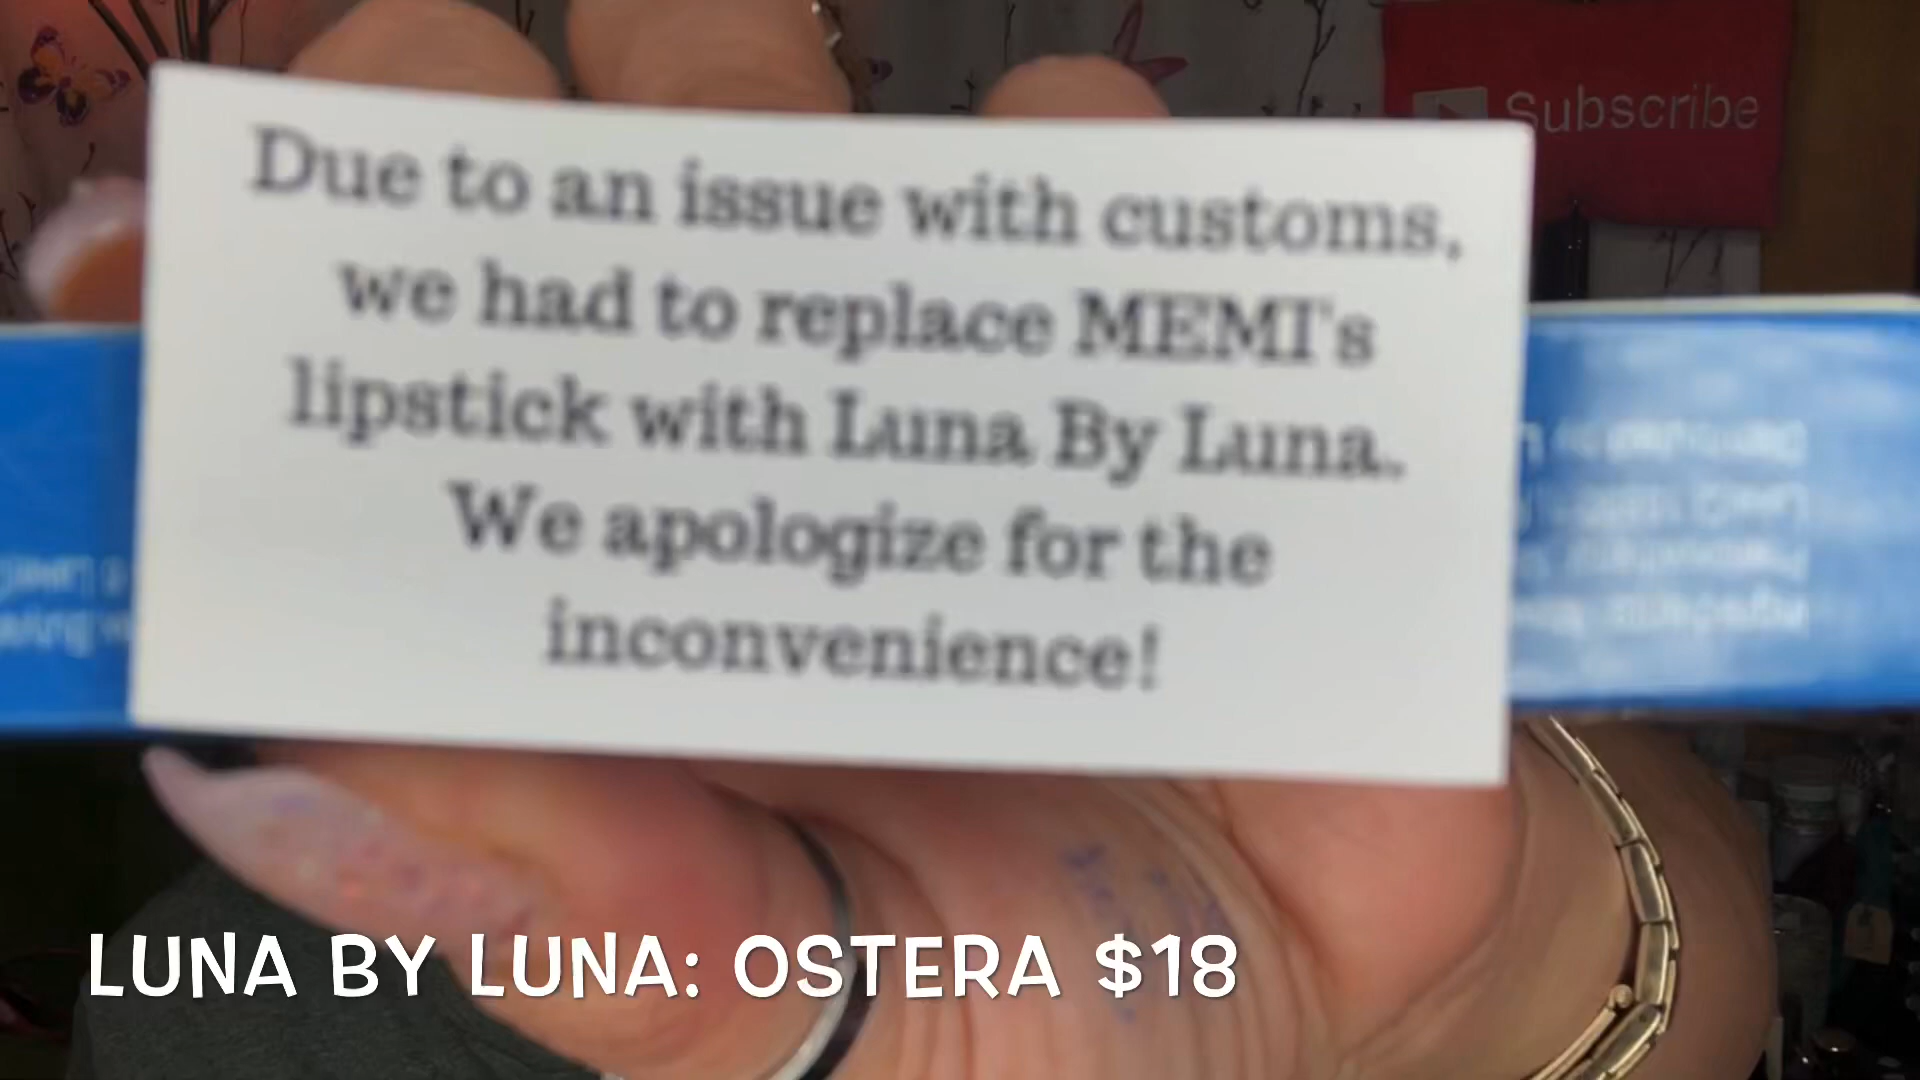 Subscribe
Due to an issue with customs,
we had to replace MEMI's
lipstick with Luna By Luna.
We apologize for the
inconvenience!
LUNA BY LUNA: OSTERA $18